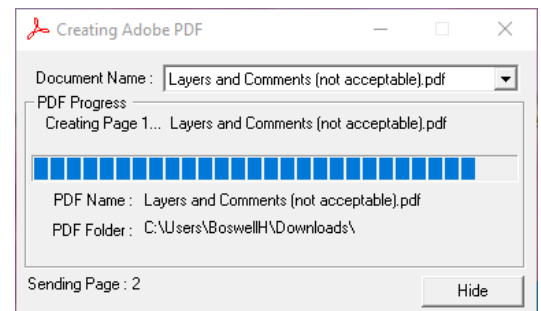 Creating Adobe PDF
Document Name : Layers and Comments (not acceptable).pdf
PDF Progress
Creating Page 1... Layers and Comments (not acceptable).pdf
PDF Name : Layers and Comments (not acceptable).pdf
PDF Folder : C:\Users\BoswellH\Downloads\
Sending Page : 2
Hide